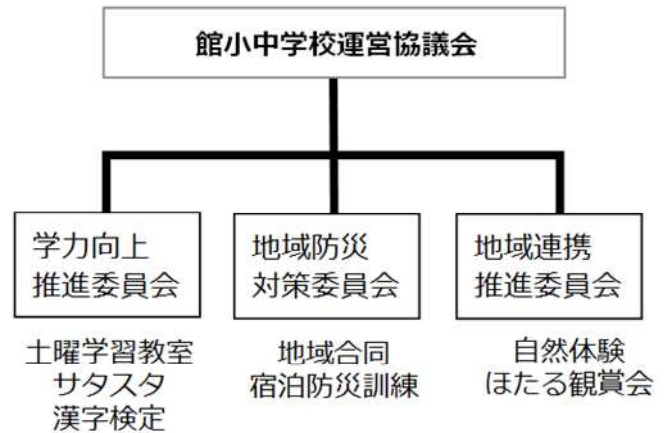 館小中学校運営協議会
学力向上
推進委員会
土曜学習教室
サタスタ
漢字検定
地域防災
対策委員会
地域合同
宿泊防災訓練
地域連携
推進委員会
自然体験
ほたる観賞会